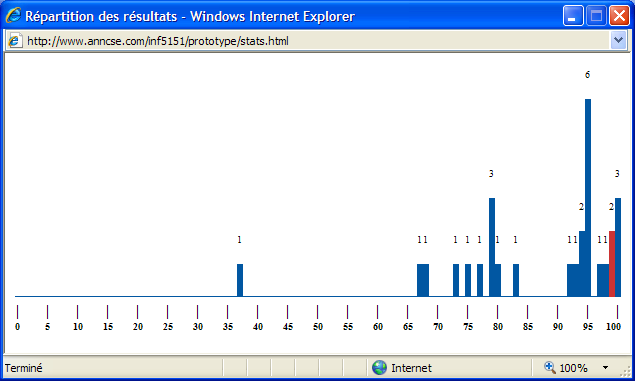 Répartition des résultats - Windows Internet Explorer
http://www.anncse.com/inf5151/prototype/stats.html
6
3 3
2 2
1 1 1 1 1 1 1 1 1 1 1 1
0 5 10 15 20 25 30 35 40 45 50 55 60 65 70 75 80 85 90 95 100
Terminé Internet 100%